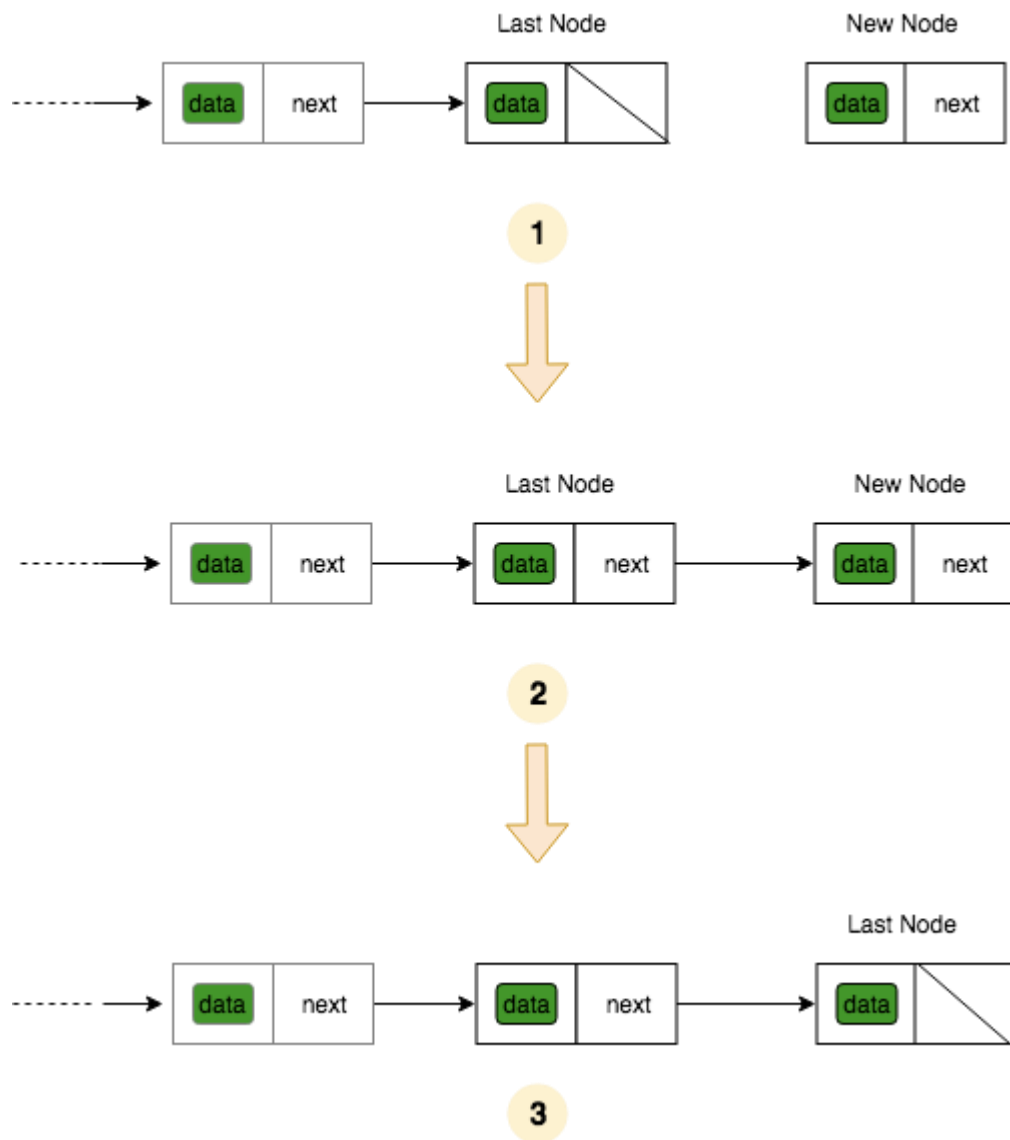 Last Node New Node
data next data data next
1
Last Node New Node
data next data next data next
2
Last Node
data next data next data
3